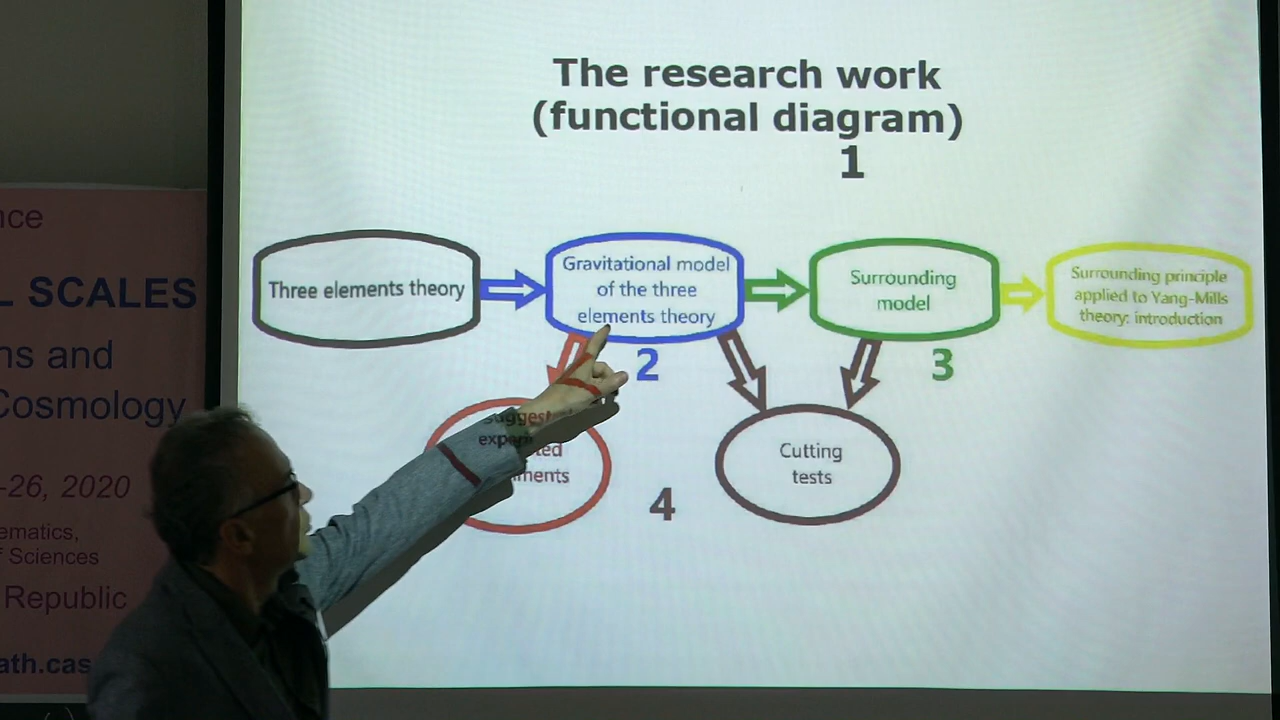 The research work
(functional diagram)
1
Three elements theory
Gravitational model
of the three
elements theory
Surrounding
model
Surrounding principle
applied to Yang-Mills
theory: introduction
2
3
4
Cutting
tests
nce
L SCALES
ns and
Cosmology
-26, 2020
ematics,
f Sciences
Republic
ath.cas